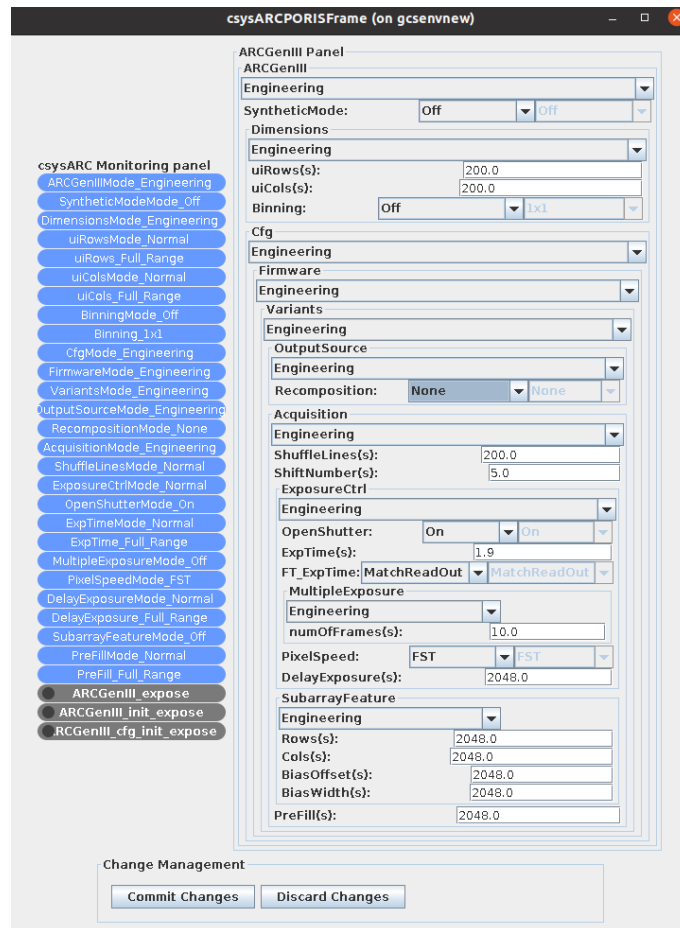 csysARCPORISFrame (on gcsenvnew)
csysARC Monitoring panel
ARCGenIIIMode_Engineering
SyntheticModeMode_Off
DimensionsMode_Engineering
uiRowsMode_Normal
uiRows_Full_Range
uiColsMode_Normal
uiCols_Full_Range
BinningMode_Off
Binning_1x1
CfgMode_Engineering
FirmwareMode_Engineering
VariantsMode_Engineering
OutputSourceMode_Engineering
RecompositionMode_None
AcquisitionMode_Engineering
ShuffleLinesMode_Normal
ExposureCtrlMode_Normal
OpenShutterMode_On
ExpTimeMode_Normal
ExpTime_Full_Range
MultipleExposureMode_Off
PixelSpeedMode_FST
DelayExposureMode_Normal
DelayExposure_Full_Range
SubarrayFeatureMode_Off
PreFillMode_Normal
PreFill_Full_Range
ARCGenIII_expose
ARCGenIII_init_expose
RCGenIII_cfg_init_expose
ARCGenIII Panel
ARCGenIII
Engineering
SyntheticMode: Off Off
Dimensions
Engineering
uiRows{s}: 200.0
uiCols{s}: 200.0
Binning: Off 1x1
Cfg
Engineering
Firmware
Engineering
Variants
Engineering
OutputSource
Engineering
Recomposition: None None
Acquisition
Engineering
ShuffleLines{s}: 200.0
ShiftNumber{s}: 5.0
ExposureCtrl
Engineering
OpenShutter: On On
ExpTime{s}: 1.9
FT_ExpTime: MatchReadOut MatchReadOut
MultipleExposure
Engineering
numOfFrames{s}: 10.0
PixelSpeed: FST FST
DelayExposure{s}: 2048.0
SubarrayFeature
Engineering
Rows{s}: 2048.0
Cols{s}: 2048.0
BiasOffset{s}: 2048.0
BiasWidth{s}: 2048.0
PreFill{s}: 2048.0
Change Management
Commit Changes Discard Changes